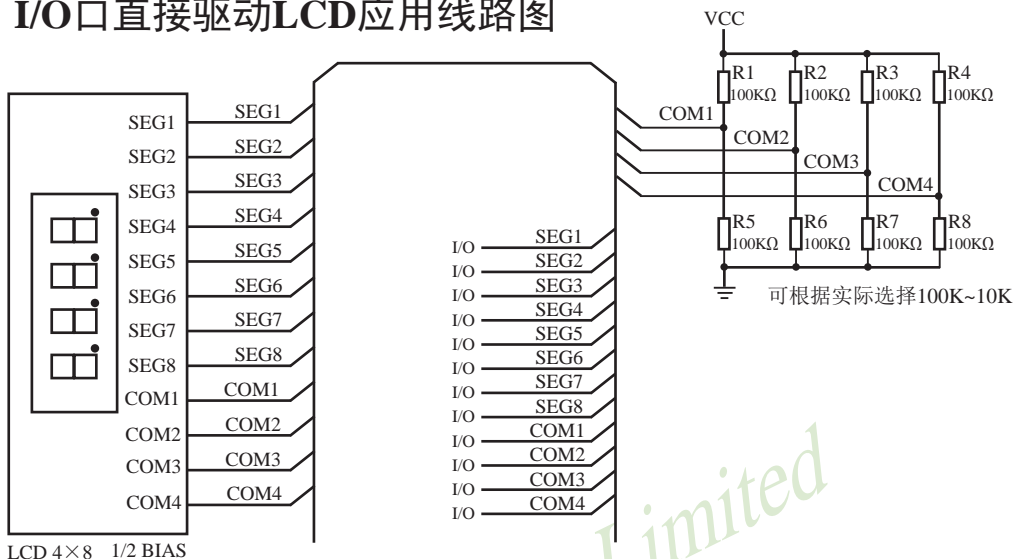 I/O口直接驱动LCD应用线路图
VCC
R1
100KΩ
R2
100KΩ
R3
100KΩ
R4
100KΩ
COM1
COM2
COM3
COM4
R5
100KΩ
R6
100KΩ
R7
100KΩ
R8
100KΩ
可根据实际选择100K~10K
SEG1 SEG1
SEG2 SEG2
SEG3 SEG3
SEG4 SEG4
SEG5 SEG5
SEG6 SEG6
SEG7 SEG7
SEG8 SEG8
COM1 COM1
COM2 COM2
COM3 COM3
COM4 COM4
I/O SEG1
I/O SEG2
I/O SEG3
I/O SEG4
I/O SEG5
I/O SEG6
I/O SEG7
I/O SEG8
I/O COM1
I/O COM2
I/O COM3
I/O COM4
LCD 4×8 1/2 BIAS
Limited